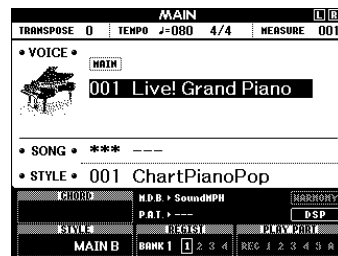 MAIN L R
TRANSPOSE 0 TEMPO ♩=080 4/4 MEASURE 001
• VOICE •
MAIN
001 Live! Grand Piano
• SONG • *** ---
• STYLE • 001 ChartPianoPop
CHORD M.D.B. ▸ SoundMPH HARMONY
P.A.T. ▸ --- DSP
STYLE REGIST PLAY PART
MAIN B BANK 1 1 2 3 4 REC 1 2 3 4 5 A